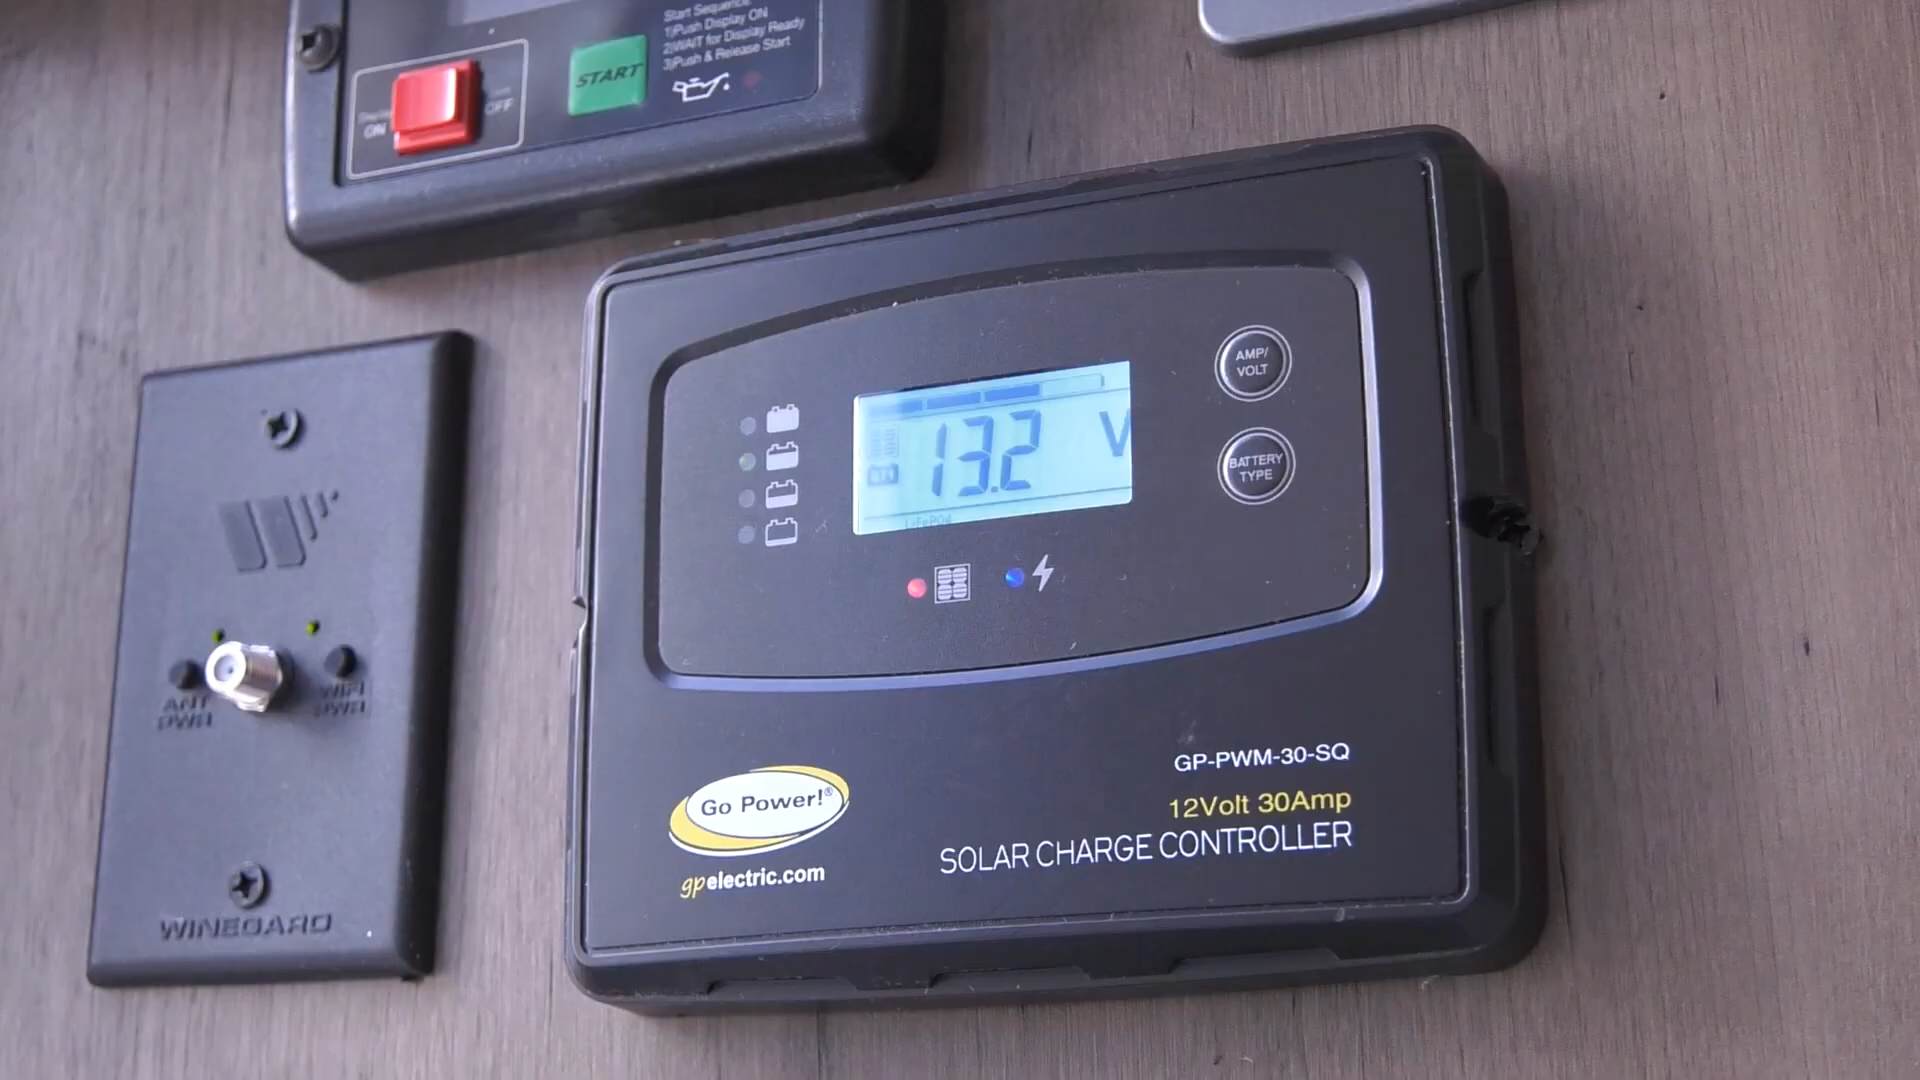 Start Sequence:
1)Push Display ON
2)WAIT for Display Ready
3)Push & Release Start
START
ON
OFF
AMP/
VOLT
BATTERY
TYPE
13.2 V
LiFePO4
ANT
PWR
WIFI
PWR
WINEGARD
GP-PWM-30-SQ
12Volt 30Amp
SOLAR CHARGE CONTROLLER
Go Power!®
gpelectric.com